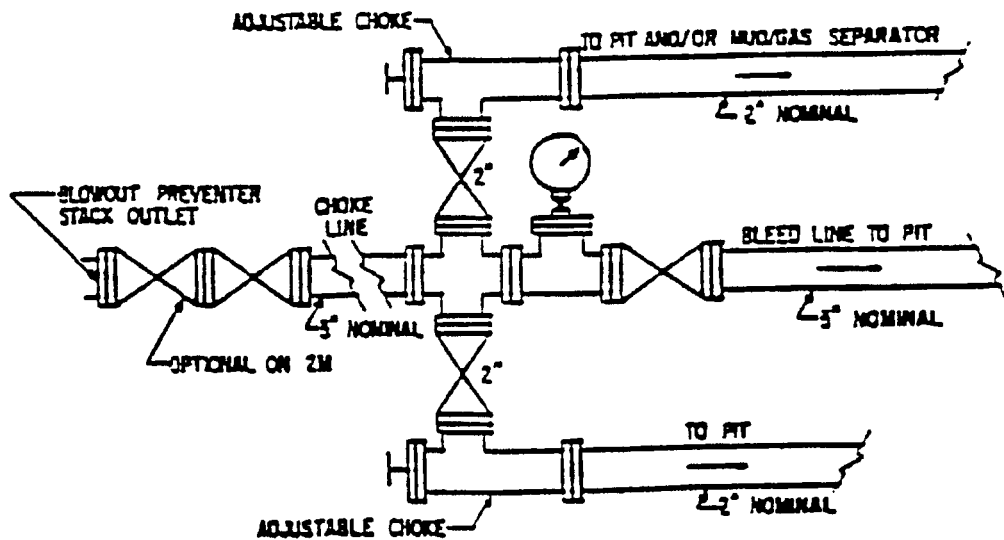 ADJUSTABLE CHOKE
TO PIT AND/OR MUD/GAS SEPARATOR
2" NOMINAL
2"
BLOWOUT PREVENTER
STACK OUTLET
CHOKE
LINE
BLEED LINE TO PIT
3" NOMINAL
3" NOMINAL
OPTIONAL ON 2M
2"
TO PIT
2" NOMINAL
ADJUSTABLE CHOKE